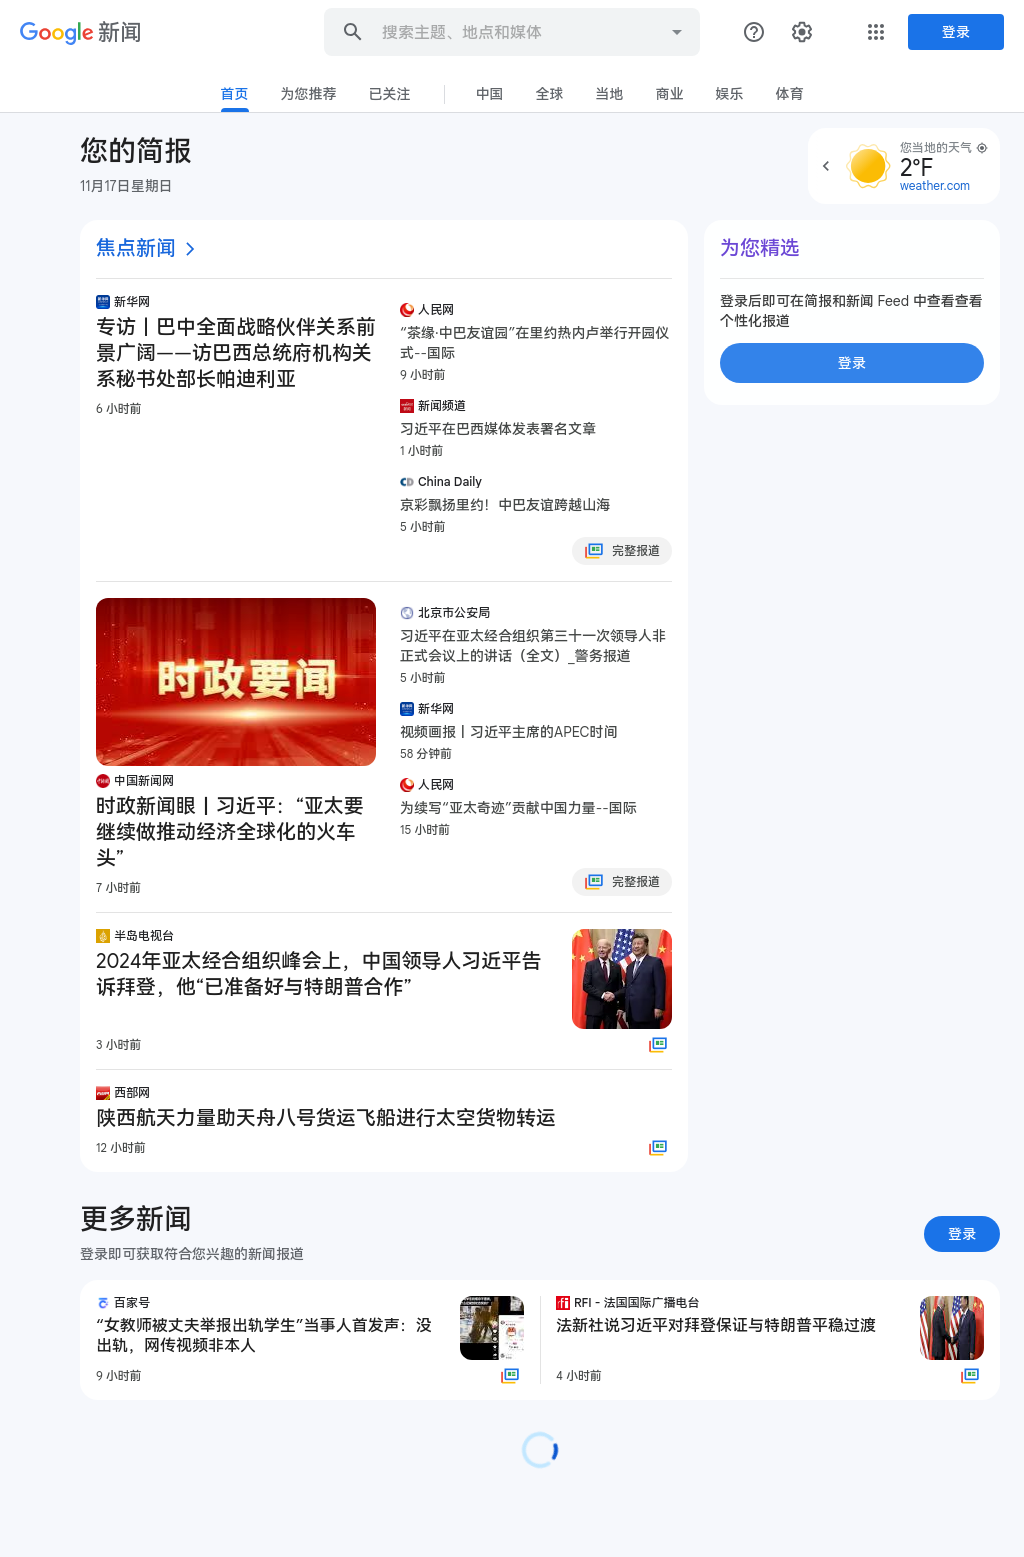 Google 新闻
搜索主题、地点和媒体
登录
首页
为您推荐
已关注
中国
全球
当地
商业
娱乐
体育
您的简报
11月17日星期日
您当地的天气
2°F
weather.com
焦点新闻
新华网
专访丨巴中全面战略伙伴关系前
景广阔——访巴西总统府机构关
系秘书处部长帕迪利亚
6 小时前
人民网
“茶缘·中巴友谊园”在里约热内卢举行开园仪
式--国际
9 小时前
新闻频道
习近平在巴西媒体发表署名文章
1 小时前
China Daily
京彩飘扬里约！中巴友谊跨越山海
5 小时前
完整报道
时政要闻
中国新闻网
时政新闻眼丨习近平：“亚太要
继续做推动经济全球化的火车
头”
7 小时前
北京市公安局
习近平在亚太经合组织第三十一次领导人非
正式会议上的讲话（全文）_警务报道
5 小时前
新华网
视频画报丨习近平主席的APEC时间
58 分钟前
人民网
为续写“亚太奇迹”贡献中国力量--国际
15 小时前
完整报道
半岛电视台
2024年亚太经合组织峰会上，中国领导人习近平告
诉拜登，他“已准备好与特朗普合作”
3 小时前
西部网
陕西航天力量助天舟八号货运飞船进行太空货物转运
12 小时前
为您精选
登录后即可在简报和新闻 Feed 中查看查看
个性化报道
登录
更多新闻
登录即可获取符合您兴趣的新闻报道
登录
百家号
“女教师被丈夫举报出轨学生”当事人首发声：没
出轨，网传视频非本人
9 小时前
RFI - 法国国际广播电台
法新社说习近平对拜登保证与特朗普平稳过渡
4 小时前